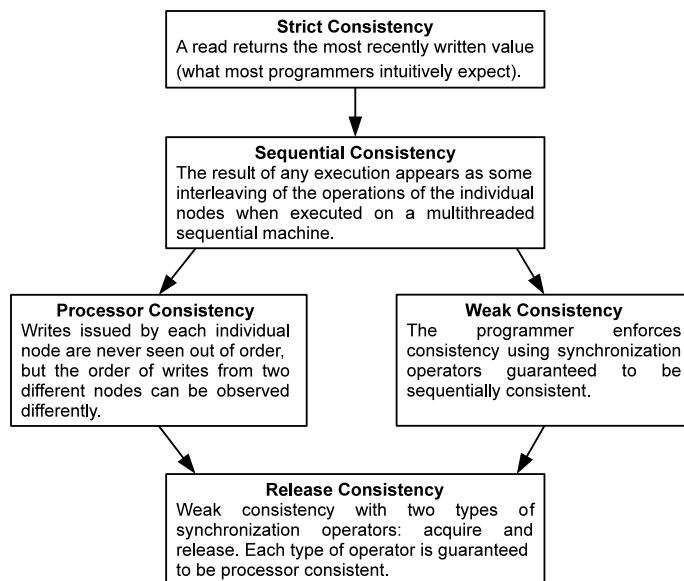 Strict Consistency
A read returns the most recently written value
(what most programmers intuitively expect).
Sequential Consistency
The result of any execution appears as some
interleaving of the operations of the individual
nodes when executed on a multithreaded
sequential machine.
Processor Consistency
Writes issued by each individual
node are never seen out of order,
but the order of writes from two
different nodes can be observed
differently.
Weak Consistency
The programmer enforces
consistency using synchronization
operators guaranteed to be
sequentially consistent.
Release Consistency
Weak consistency with two types of
synchronization operators: acquire and
release. Each type of operator is guaranteed
to be processor consistent.